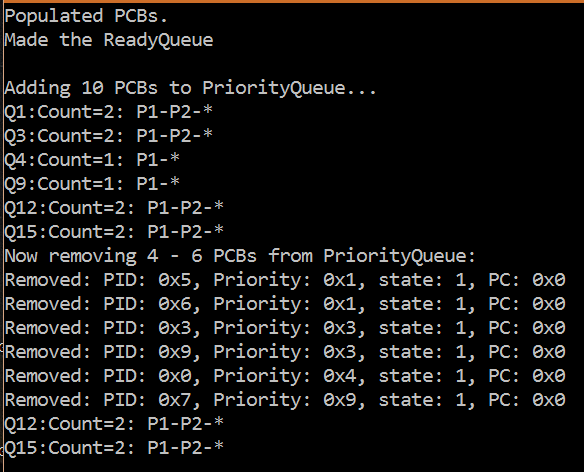 Populated PCBs.
Made the ReadyQueue
Adding 10 PCBs to PriorityQueue...
Q1:Count=2: P1-P2-*
Q3:Count=2: P1-P2-*
Q4:Count=1: P1-*
Q9:Count=1: P1-*
Q12:Count=2: P1-P2-*
Q15:Count=2: P1-P2-*
Now removing 4 - 6 PCBs from PriorityQueue:
Removed: PID: 0x5, Priority: 0x1, state: 1, PC: 0x0
Removed: PID: 0x6, Priority: 0x1, state: 1, PC: 0x0
Removed: PID: 0x3, Priority: 0x3, state: 1, PC: 0x0
Removed: PID: 0x9, Priority: 0x3, state: 1, PC: 0x0
Removed: PID: 0x0, Priority: 0x4, state: 1, PC: 0x0
Removed: PID: 0x7, Priority: 0x9, state: 1, PC: 0x0
Q12:Count=2: P1-P2-*
Q15:Count=2: P1-P2-*